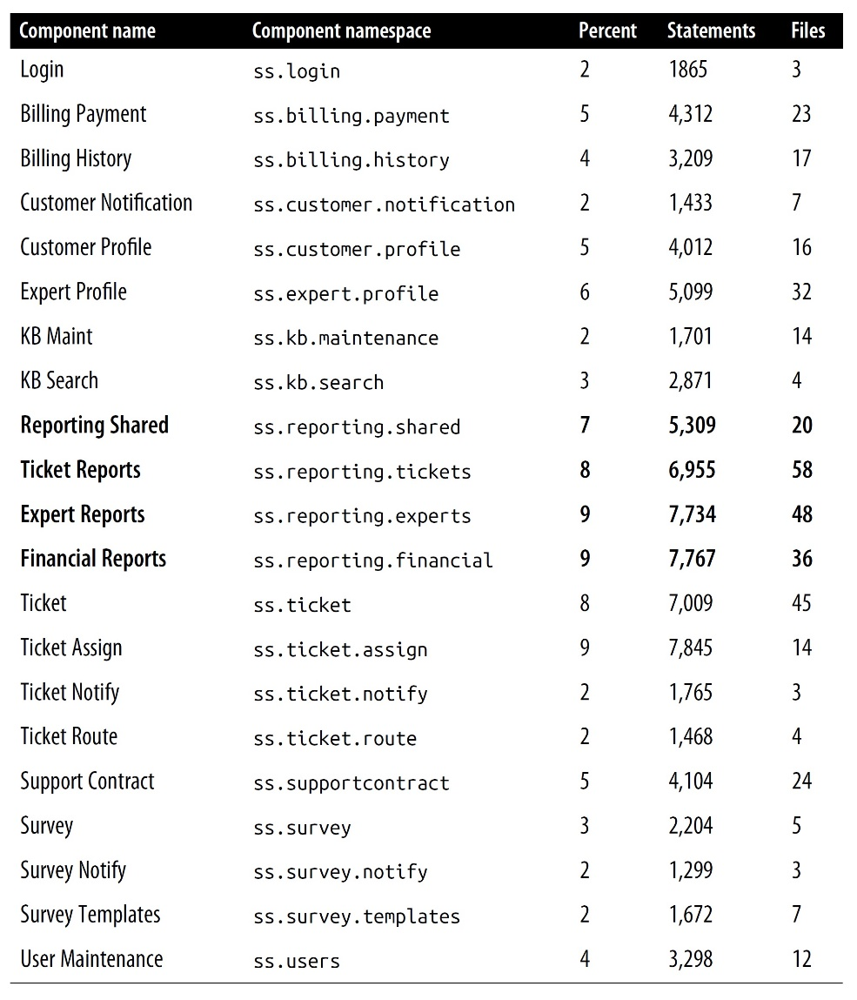 Component name Component namespace Percent Statements Files
Login ss.login 2 1865 3
Billing Payment ss.billing.payment 5 4,312 23
Billing History ss.billing.history 4 3,209 17
Customer Notification ss.customer.notification 2 1,433 7
Customer Profile ss.customer.profile 5 4,012 16
Expert Profile ss.expert.profile 6 5,099 32
KB Maint ss.kb.maintenance 2 1,701 14
KB Search ss.kb.search 3 2,871 4
Reporting Shared ss.reporting.shared 7 5,309 20
Ticket Reports ss.reporting.tickets 8 6,955 58
Expert Reports ss.reporting.experts 9 7,734 48
Financial Reports ss.reporting.financial 9 7,767 36
Ticket ss.ticket 8 7,009 45
Ticket Assign ss.ticket.assign 9 7,845 14
Ticket Notify ss.ticket.notify 2 1,765 3
Ticket Route ss.ticket.route 2 1,468 4
Support Contract ss.supportcontract 5 4,104 24
Survey ss.survey 3 2,204 5
Survey Notify ss.survey.notify 2 1,299 3
Survey Templates ss.survey.templates 2 1,672 7
User Maintenance ss.users 4 3,298 12